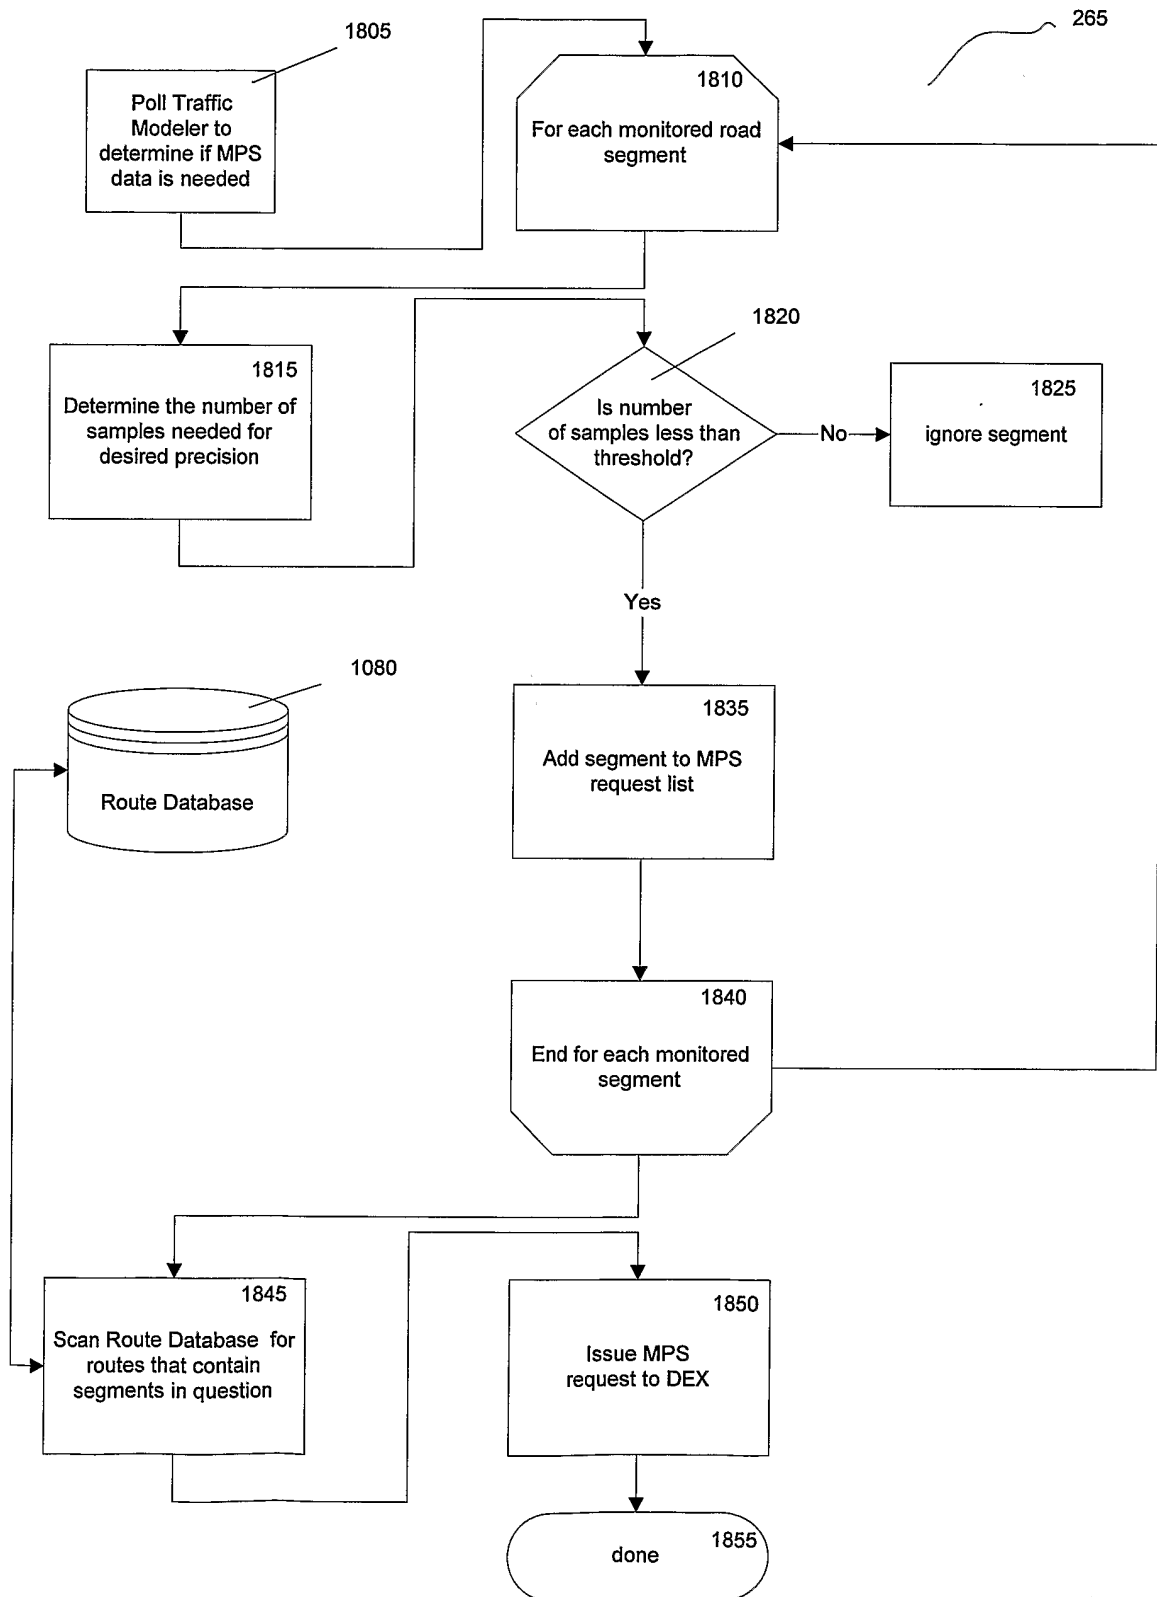 1805
Poll Traffic
Modeler to
determine if MPS
data is needed
265
1810
For each monitored road
segment
1815
Determine the number of
samples needed for
desired precision
1820
Is number
of samples less than
threshold?
No
1825
ignore segment
Yes
1080
Route Database
1835
Add segment to MPS
request list
1840
End for each monitored
segment
1845
Scan Route Database for
routes that contain
segments in question
1850
Issue MPS
request to DEX
1855
done